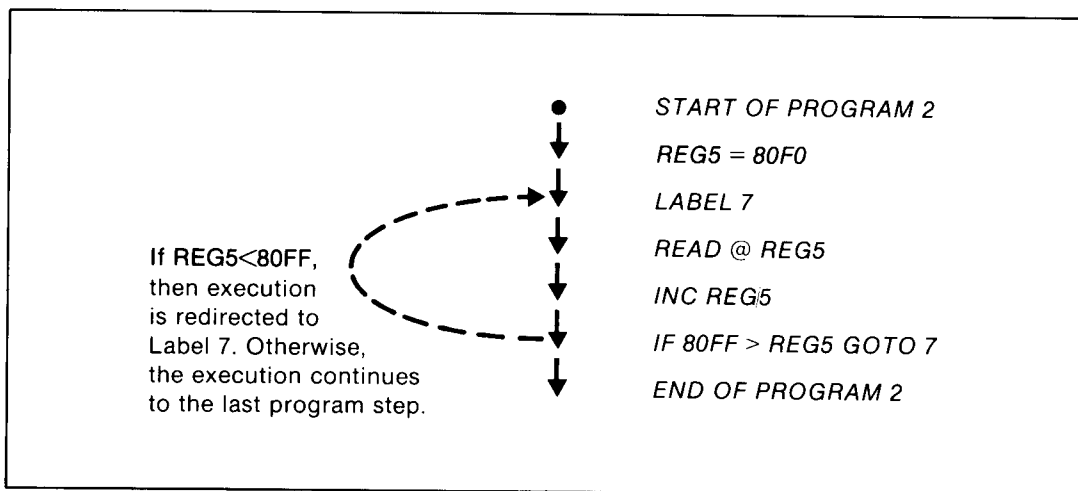 START OF PROGRAM 2
REG5 = 80F0
LABEL 7
READ @ REG5
INC REG5
IF 80FF > REG5 GOTO 7
END OF PROGRAM 2
If REG5<80FF,
then execution
is redirected to
Label 7. Otherwise,
the execution continues
to the last program step.